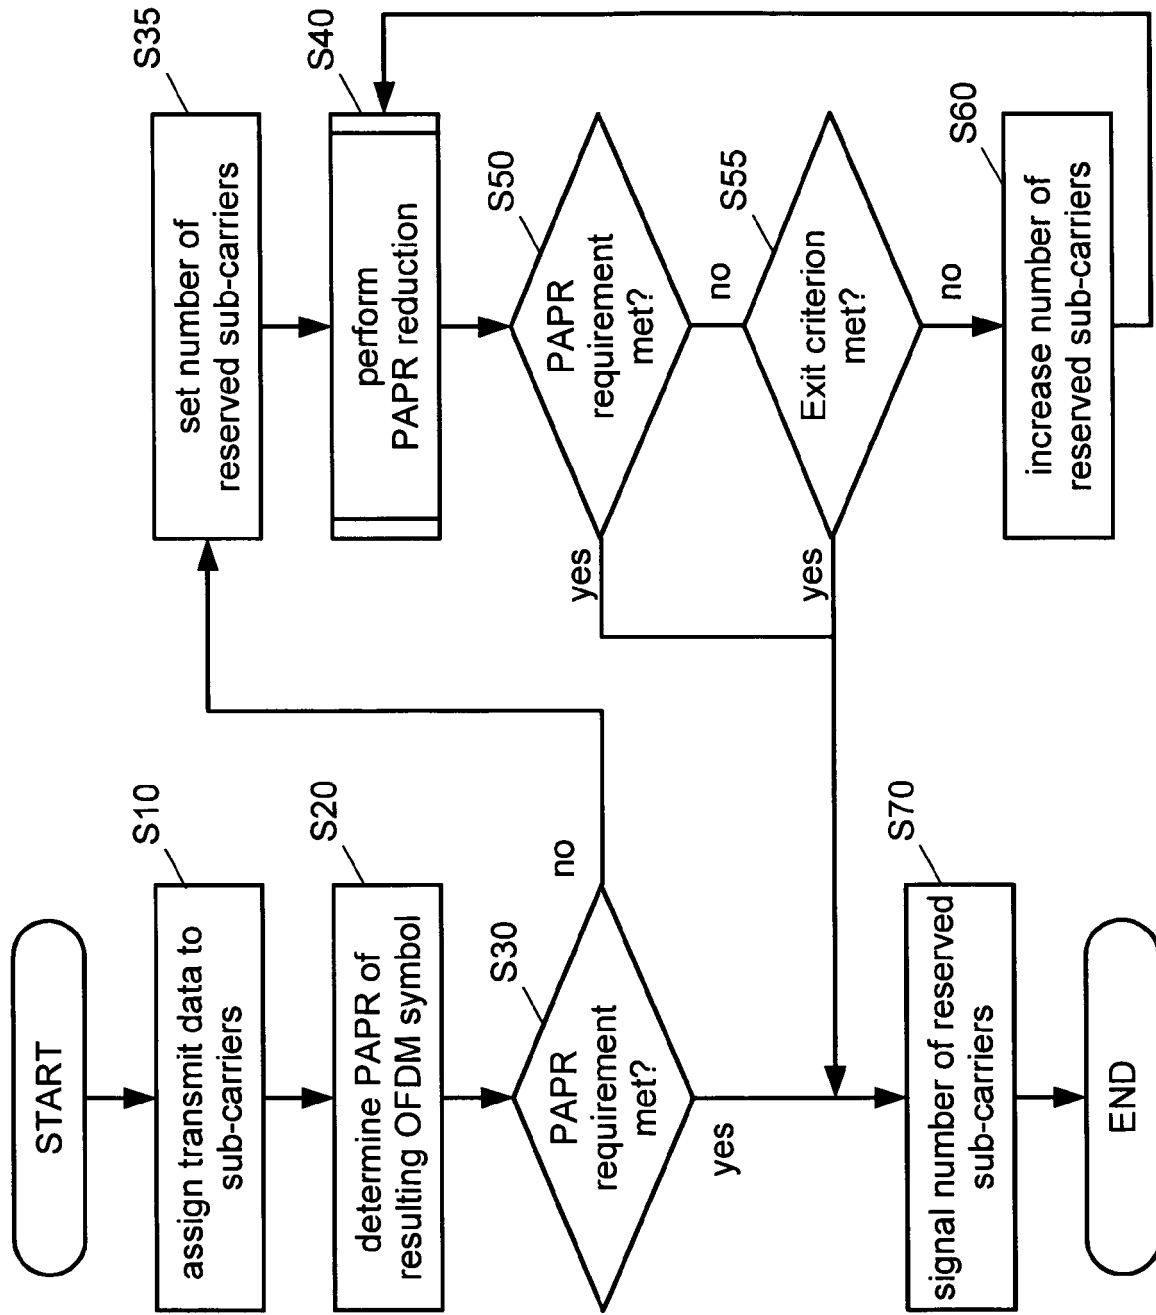 START
S10
assign transmit data to
sub-carriers
S20
determine PAPR of
resulting OFDM symbol
S30
PAPR
requirement
met?
no
yes
S35
set number of
reserved sub-carriers
S40
perform
PAPR reduction
S50
PAPR
requirement
met?
yes
no
S55
Exit criterion
met?
yes
no
S60
increase number of
reserved sub-carriers
S70
signal number of reserved
sub-carriers
END